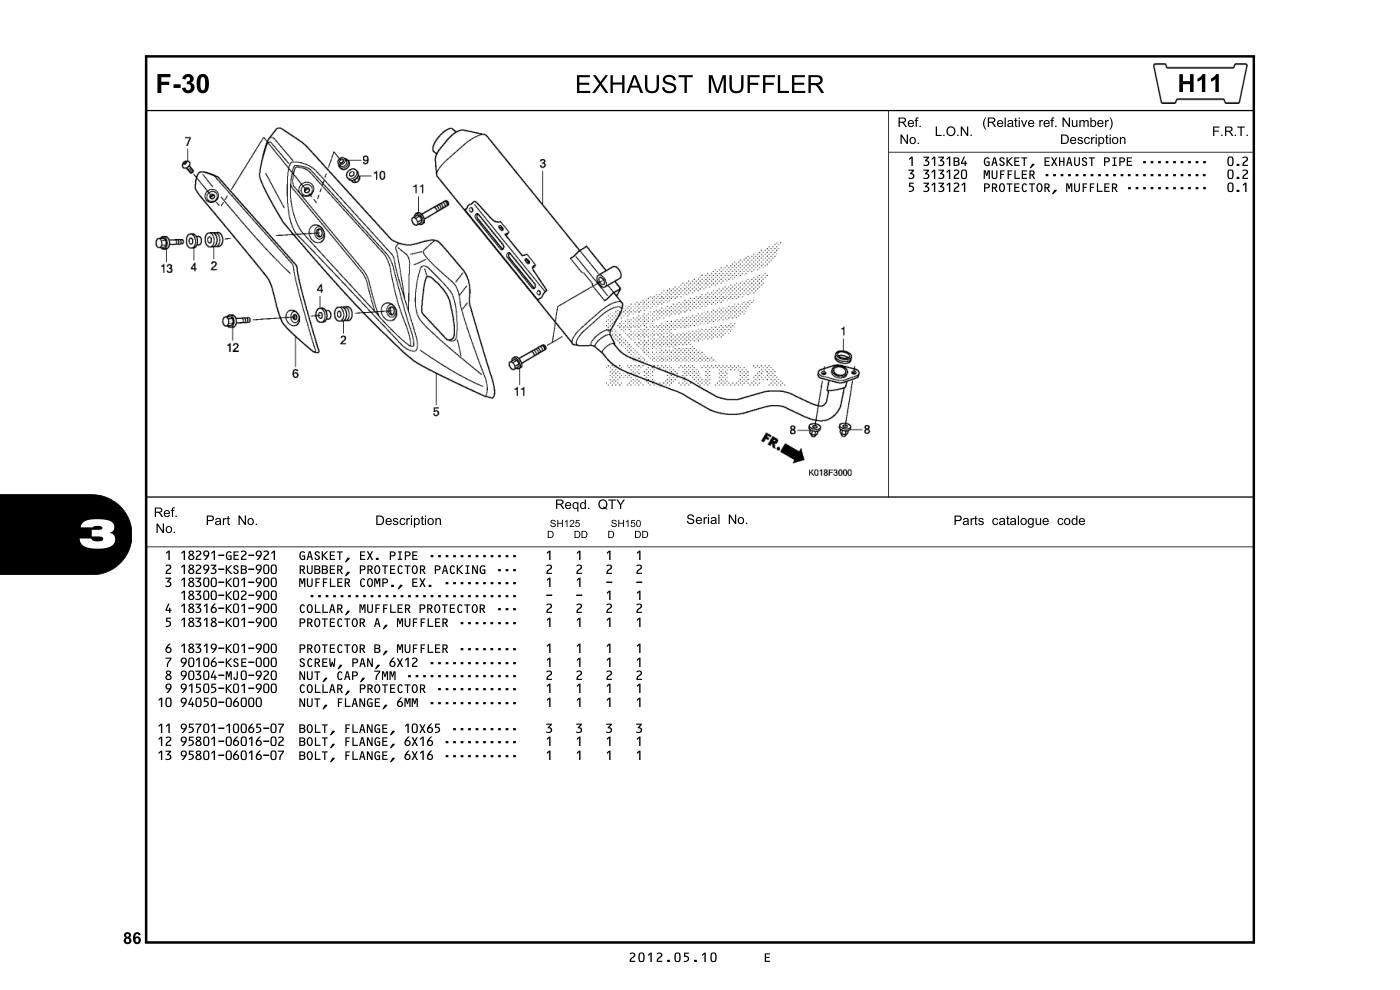 F-30
EXHAUST MUFFLER
H11
7
9
10
3
11
13
4
2
4
12
2
6
5
11
1
8
8
HONDA
FR.
K018F3000
Ref. No. L.O.N. (Relative ref. Number) Description F.R.T.
1 3131B4 GASKET, EXHAUST PIPE --------- 0.2
3 313120 MUFFLER ---------------------- 0.2
5 313121 PROTECTOR, MUFFLER ----------- 0.1
3
Ref. No. Part No. Description Reqd. QTY Serial No. Parts catalogue code
SH125 SH150
D DD D DD
1 18291-GE2-921 GASKET, EX. PIPE ------------ 1 1 1 1
2 18293-KSB-900 RUBBER, PROTECTOR PACKING --- 2 2 2 2
3 18300-K01-900 MUFFLER COMP., EX. ---------- 1 1 - -
18300-K02-900 ---------------------------- - - 1 1
4 18316-K01-900 COLLAR, MUFFLER PROTECTOR --- 2 2 2 2
5 18318-K01-900 PROTECTOR A, MUFFLER -------- 1 1 1 1
6 18319-K01-900 PROTECTOR B, MUFFLER -------- 1 1 1 1
7 90106-KSE-000 SCREW, PAN, 6X12 ------------ 1 1 1 1
8 90304-MJ0-920 NUT, CAP, 7MM --------------- 2 2 2 2
9 91505-K01-900 COLLAR, PROTECTOR ----------- 1 1 1 1
10 94050-06000 NUT, FLANGE, 6MM ------------ 1 1 1 1
11 95701-10065-07 BOLT, FLANGE, 10X65 --------- 3 3 3 3
12 95801-06016-02 BOLT, FLANGE, 6X16 ---------- 1 1 1 1
13 95801-06016-07 BOLT, FLANGE, 6X16 ---------- 1 1 1 1
86
2012.05.10 E